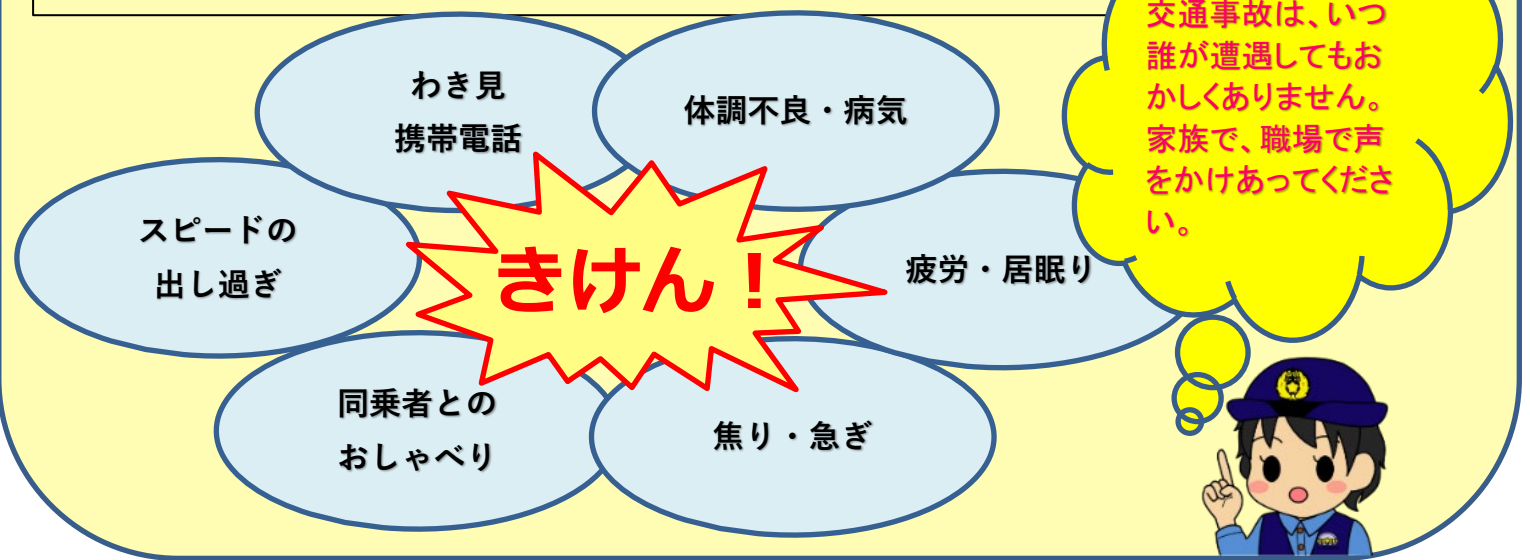 わき見
携帯電話
体調不良・病気
スピードの
出し過ぎ
きけん！
疲労・居眠り
同乗者との
おしゃべり
焦り・急ぎ
交通事故は、いつ
誰が遭遇してもお
かしくありません。
家族で、職場で声
をかけあってくださ
い。